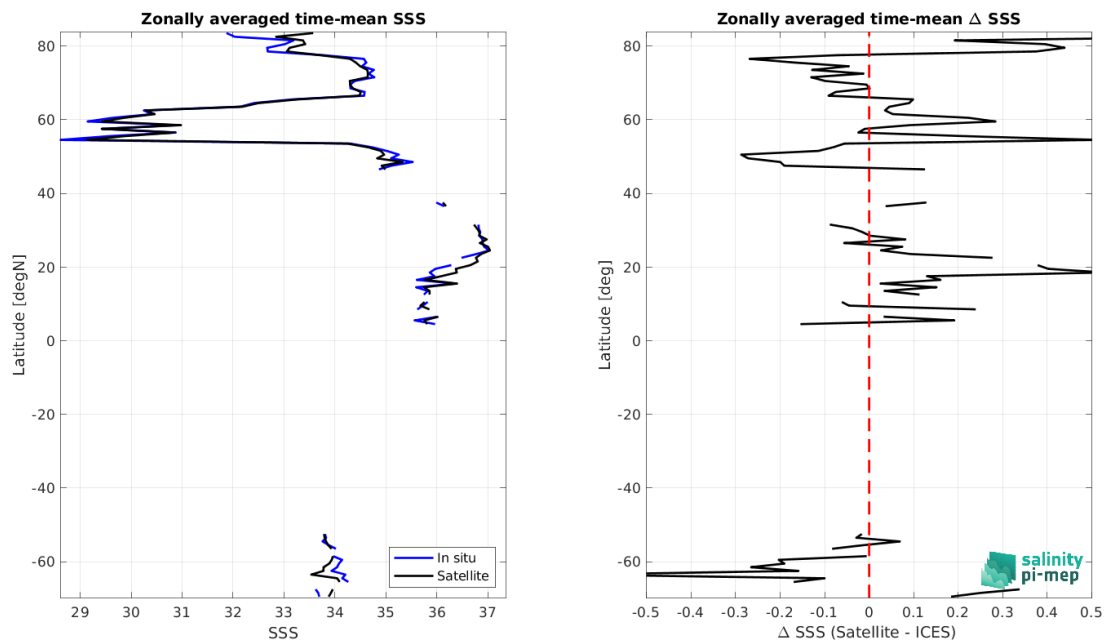 Zonally averaged time-mean SSS
80
60
40
20
0
-20
-40
-60
Latitude [degN]
29 30 31 32 33 34 35 36 37
SSS
In situ
Satellite
Zonally averaged time-mean Δ SSS
80
60
40
20
0
-20
-40
-60
Latitude [deg]
-0.5 -0.4 -0.3 -0.2 -0.1 0 0.1 0.2 0.3 0.4 0.5
Δ SSS (Satellite - ICES)
salinity
pi-mep